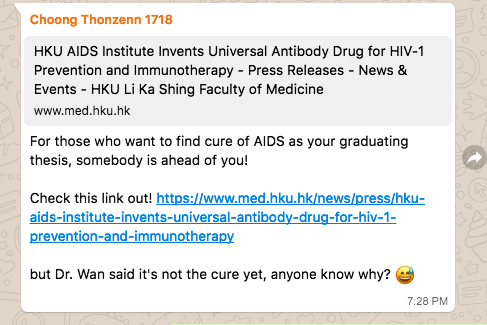 Choong Thonzenn 1718
HKU AIDS Institute Invents Universal Antibody Drug for HIV-1
Prevention and Immunotherapy - Press Releases - News &
Events - HKU Li Ka Shing Faculty of Medicine
www.med.hku.hk
For those who want to find cure of AIDS as your graduating
thesis, somebody is ahead of you!
Check this link out! https://www.med.hku.hk/news/press/hku-
aids-institute-invents-universal-antibody-drug-for-hiv-1-
prevention-and-immunotherapy
but Dr. Wan said it's not the cure yet, anyone know why? 😅
7:28 PM